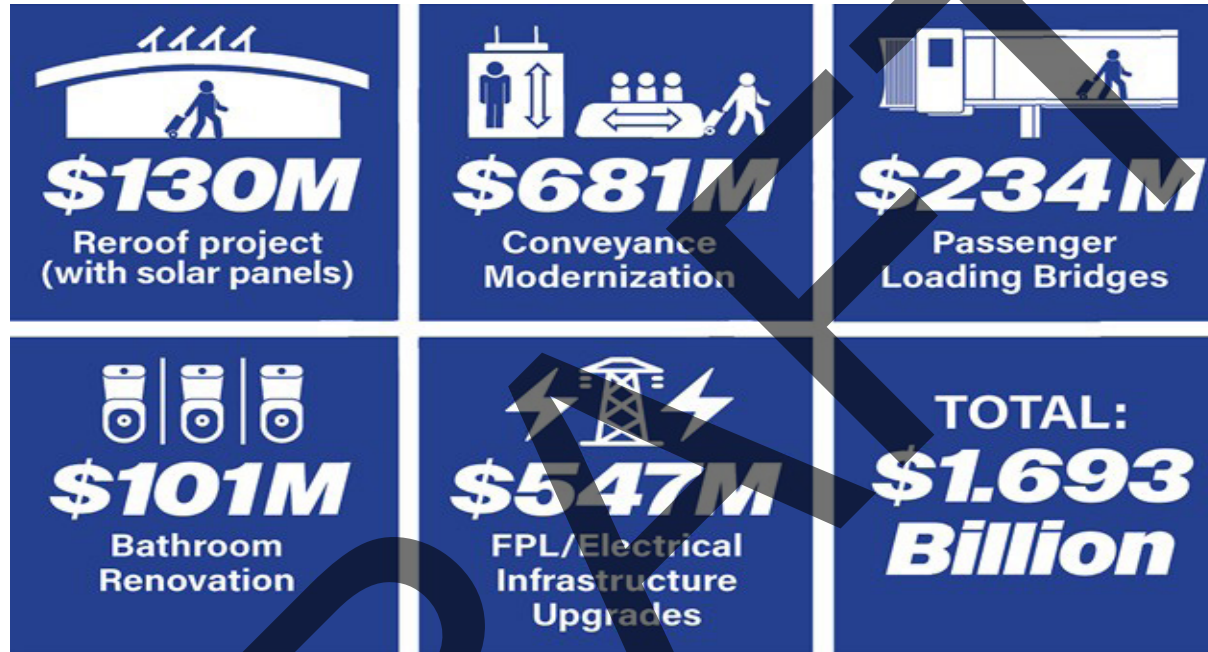 $130M
Reroof project
(with solar panels)
$681M
Conveyance
Modernization
$234M
Passenger
Loading Bridges
$101M
Bathroom
Renovation
$547M
FPL/Electrical
Infrastructure
Upgrades
TOTAL:
$1.693
Billion
DRAFT